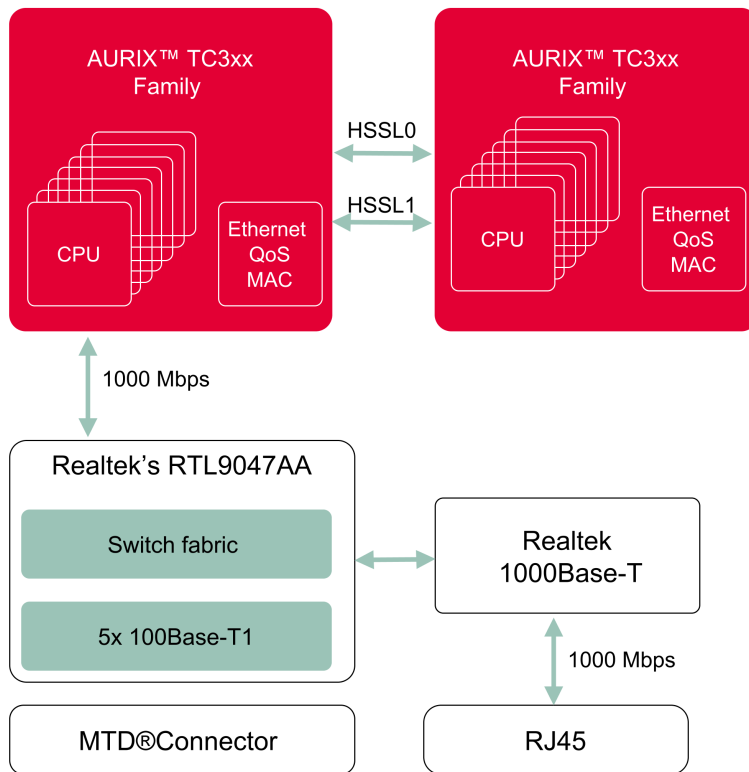 AURIX™ TC3xx
Family
CPU
Ethernet
QoS
MAC
HSSL0
HSSL1
AURIX™ TC3xx
Family
CPU
Ethernet
QoS
MAC
1000 Mbps
Realtek’s RTL9047AA
Switch fabric
5x 100Base-T1
Realtek
1000Base-T
1000 Mbps
MTD®Connector
RJ45